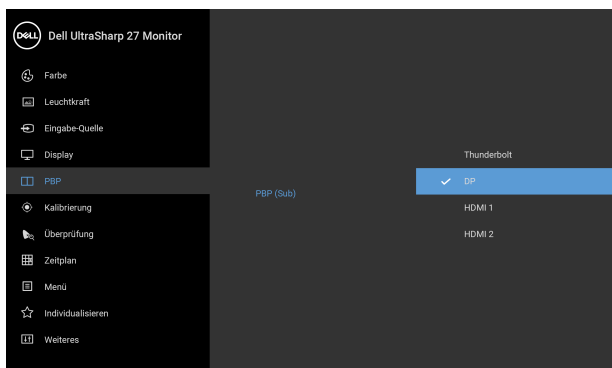 DELL Dell UltraSharp 27 Monitor
Farbe
Leuchtkraft
Eingabe-Quelle
Display
PBP
Kalibrierung
Überprüfung
Zeitplan
Menü
Individualisieren
Weiteres
PBP (Sub)
Thunderbolt
DP
HDMI 1
HDMI 2